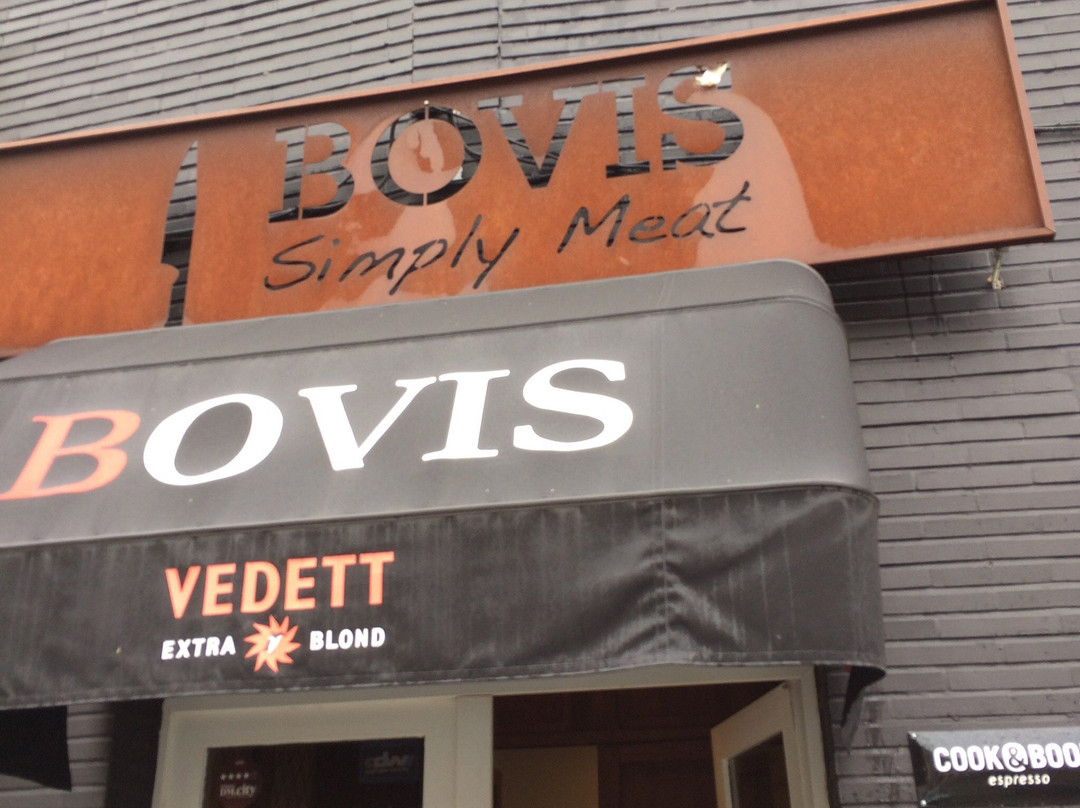 BOVIS
Simply Meat
BOVIS
VEDETT
EXTRA BLOND
COOK&BOO
espresso